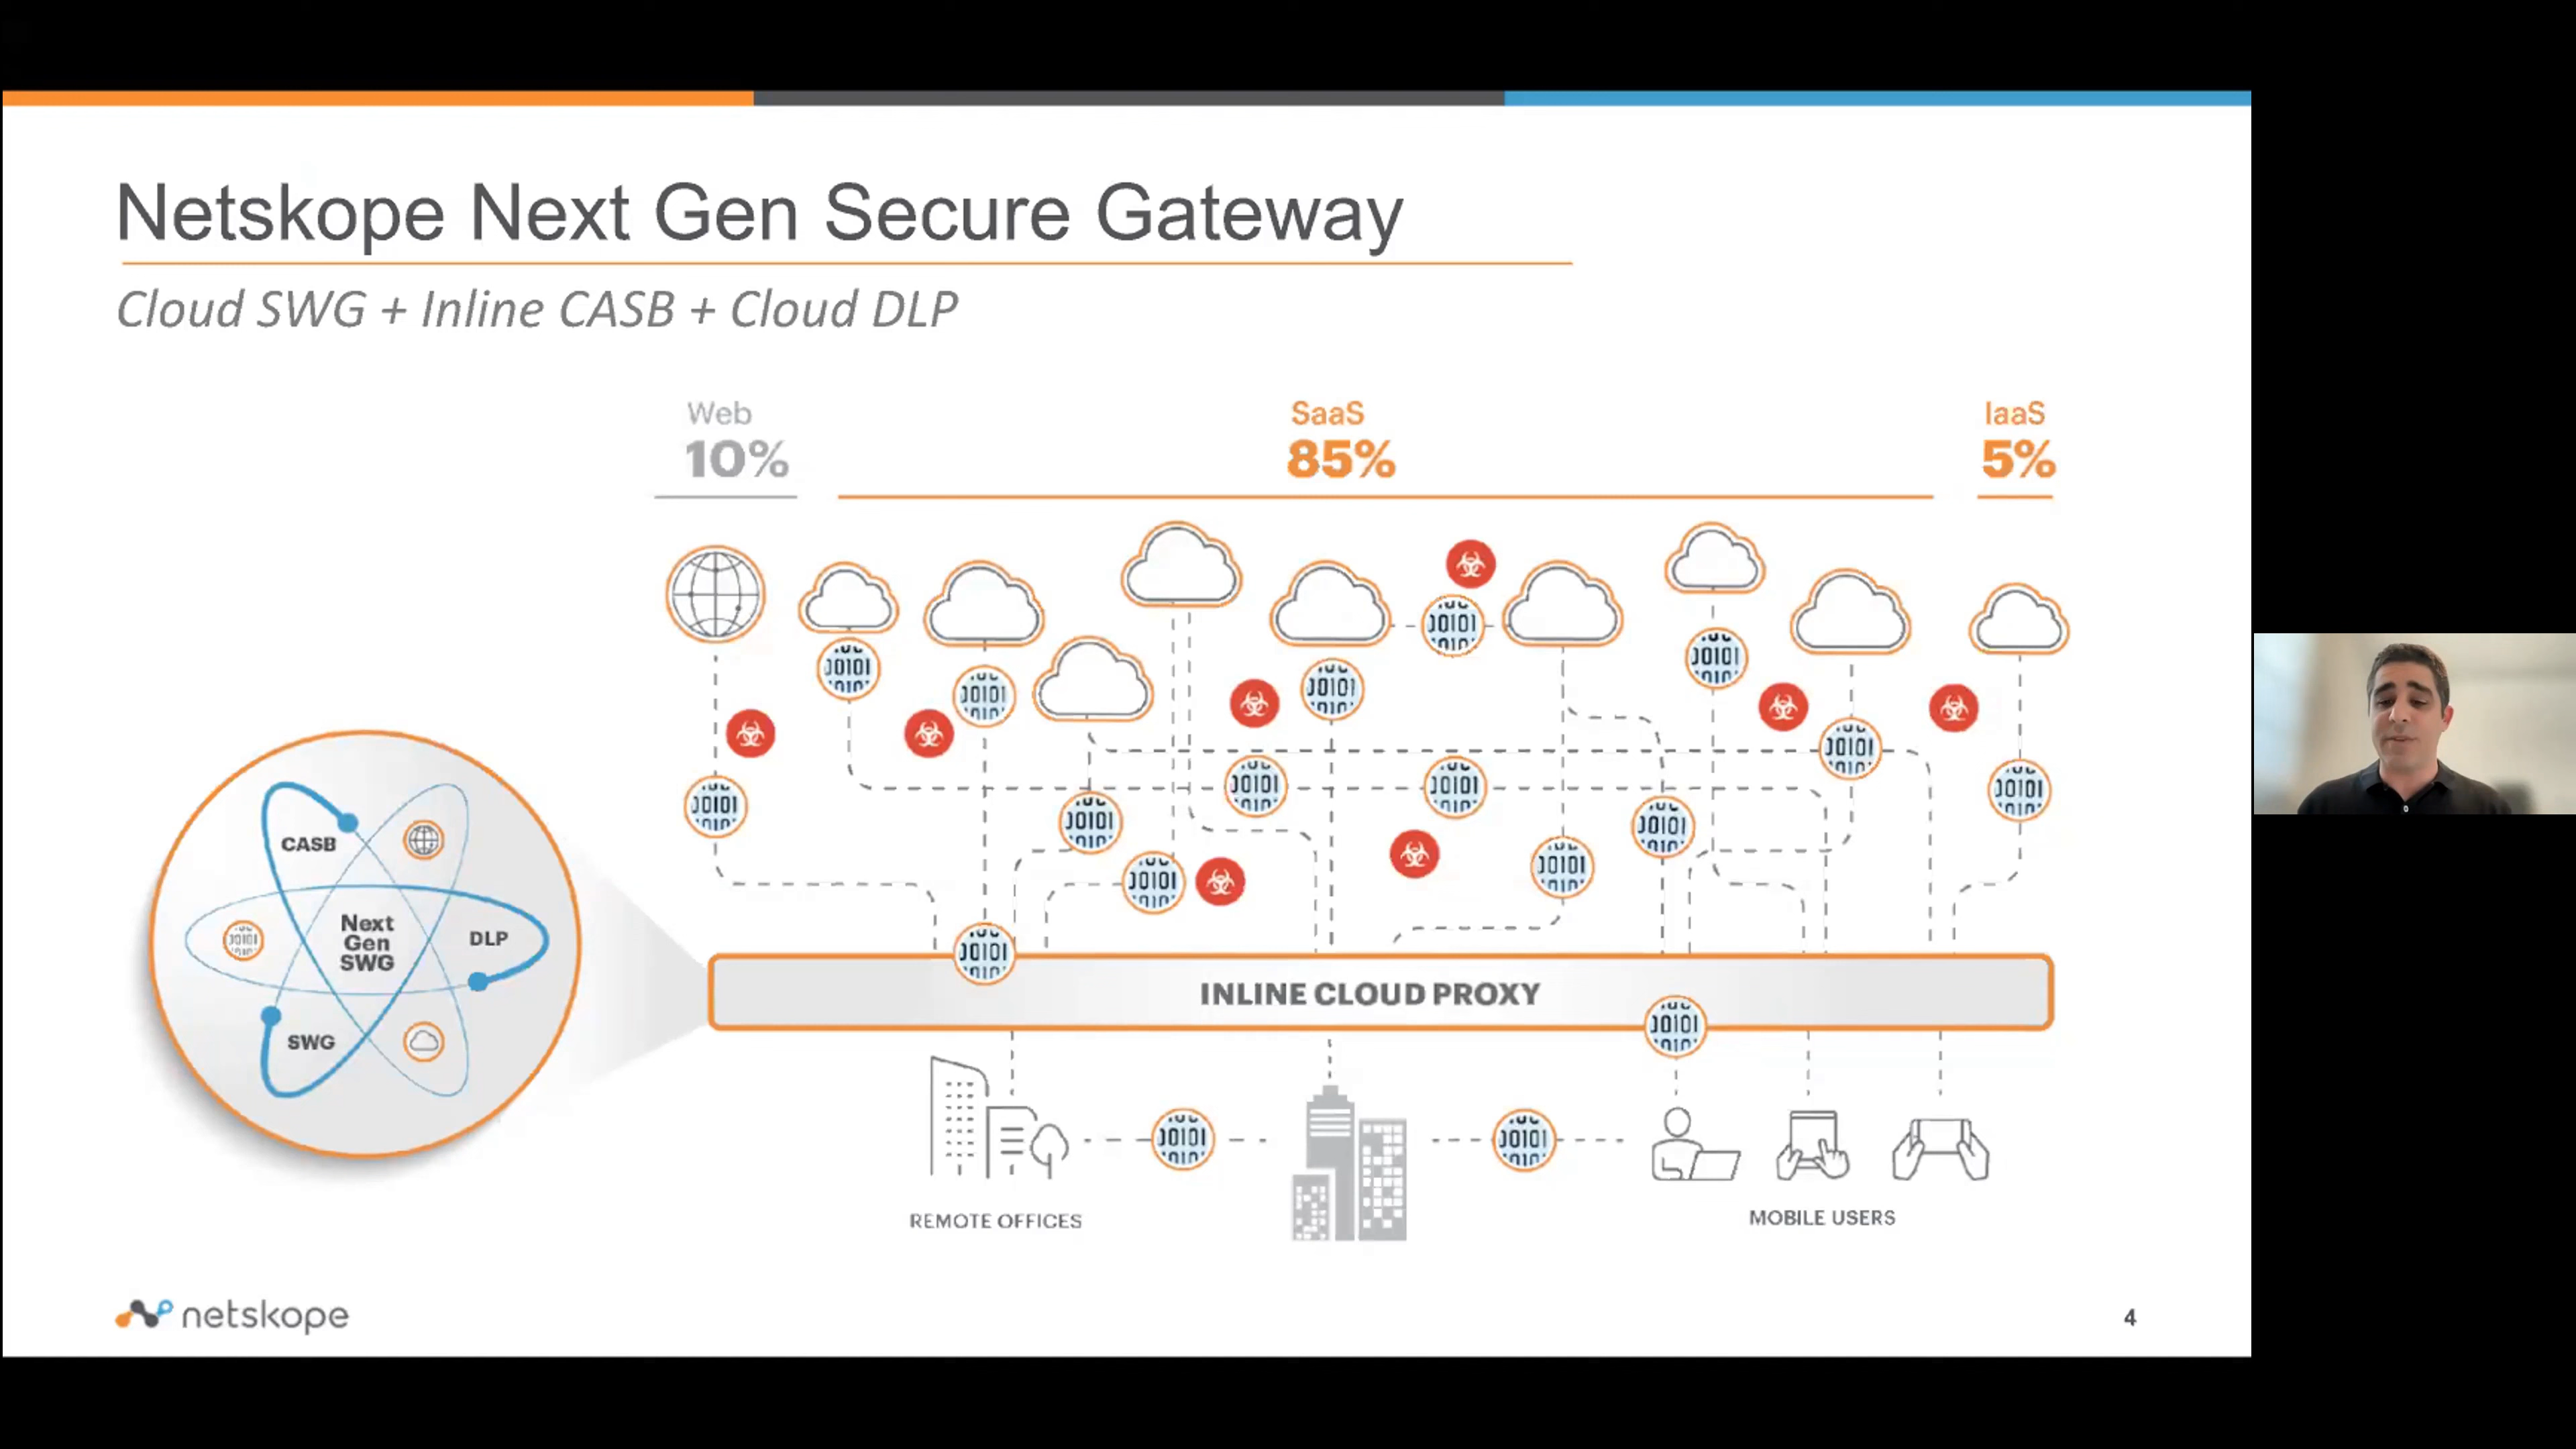 Netskope Next Gen Secure Gateway
Cloud SWG + Inline CASB + Cloud DLP
Web
10%
SaaS
85%
IaaS
5%
CASB
Next
Gen
SWG
DLP
SWG
INLINE CLOUD PROXY
REMOTE OFFICES
MOBILE USERS
netskope
4